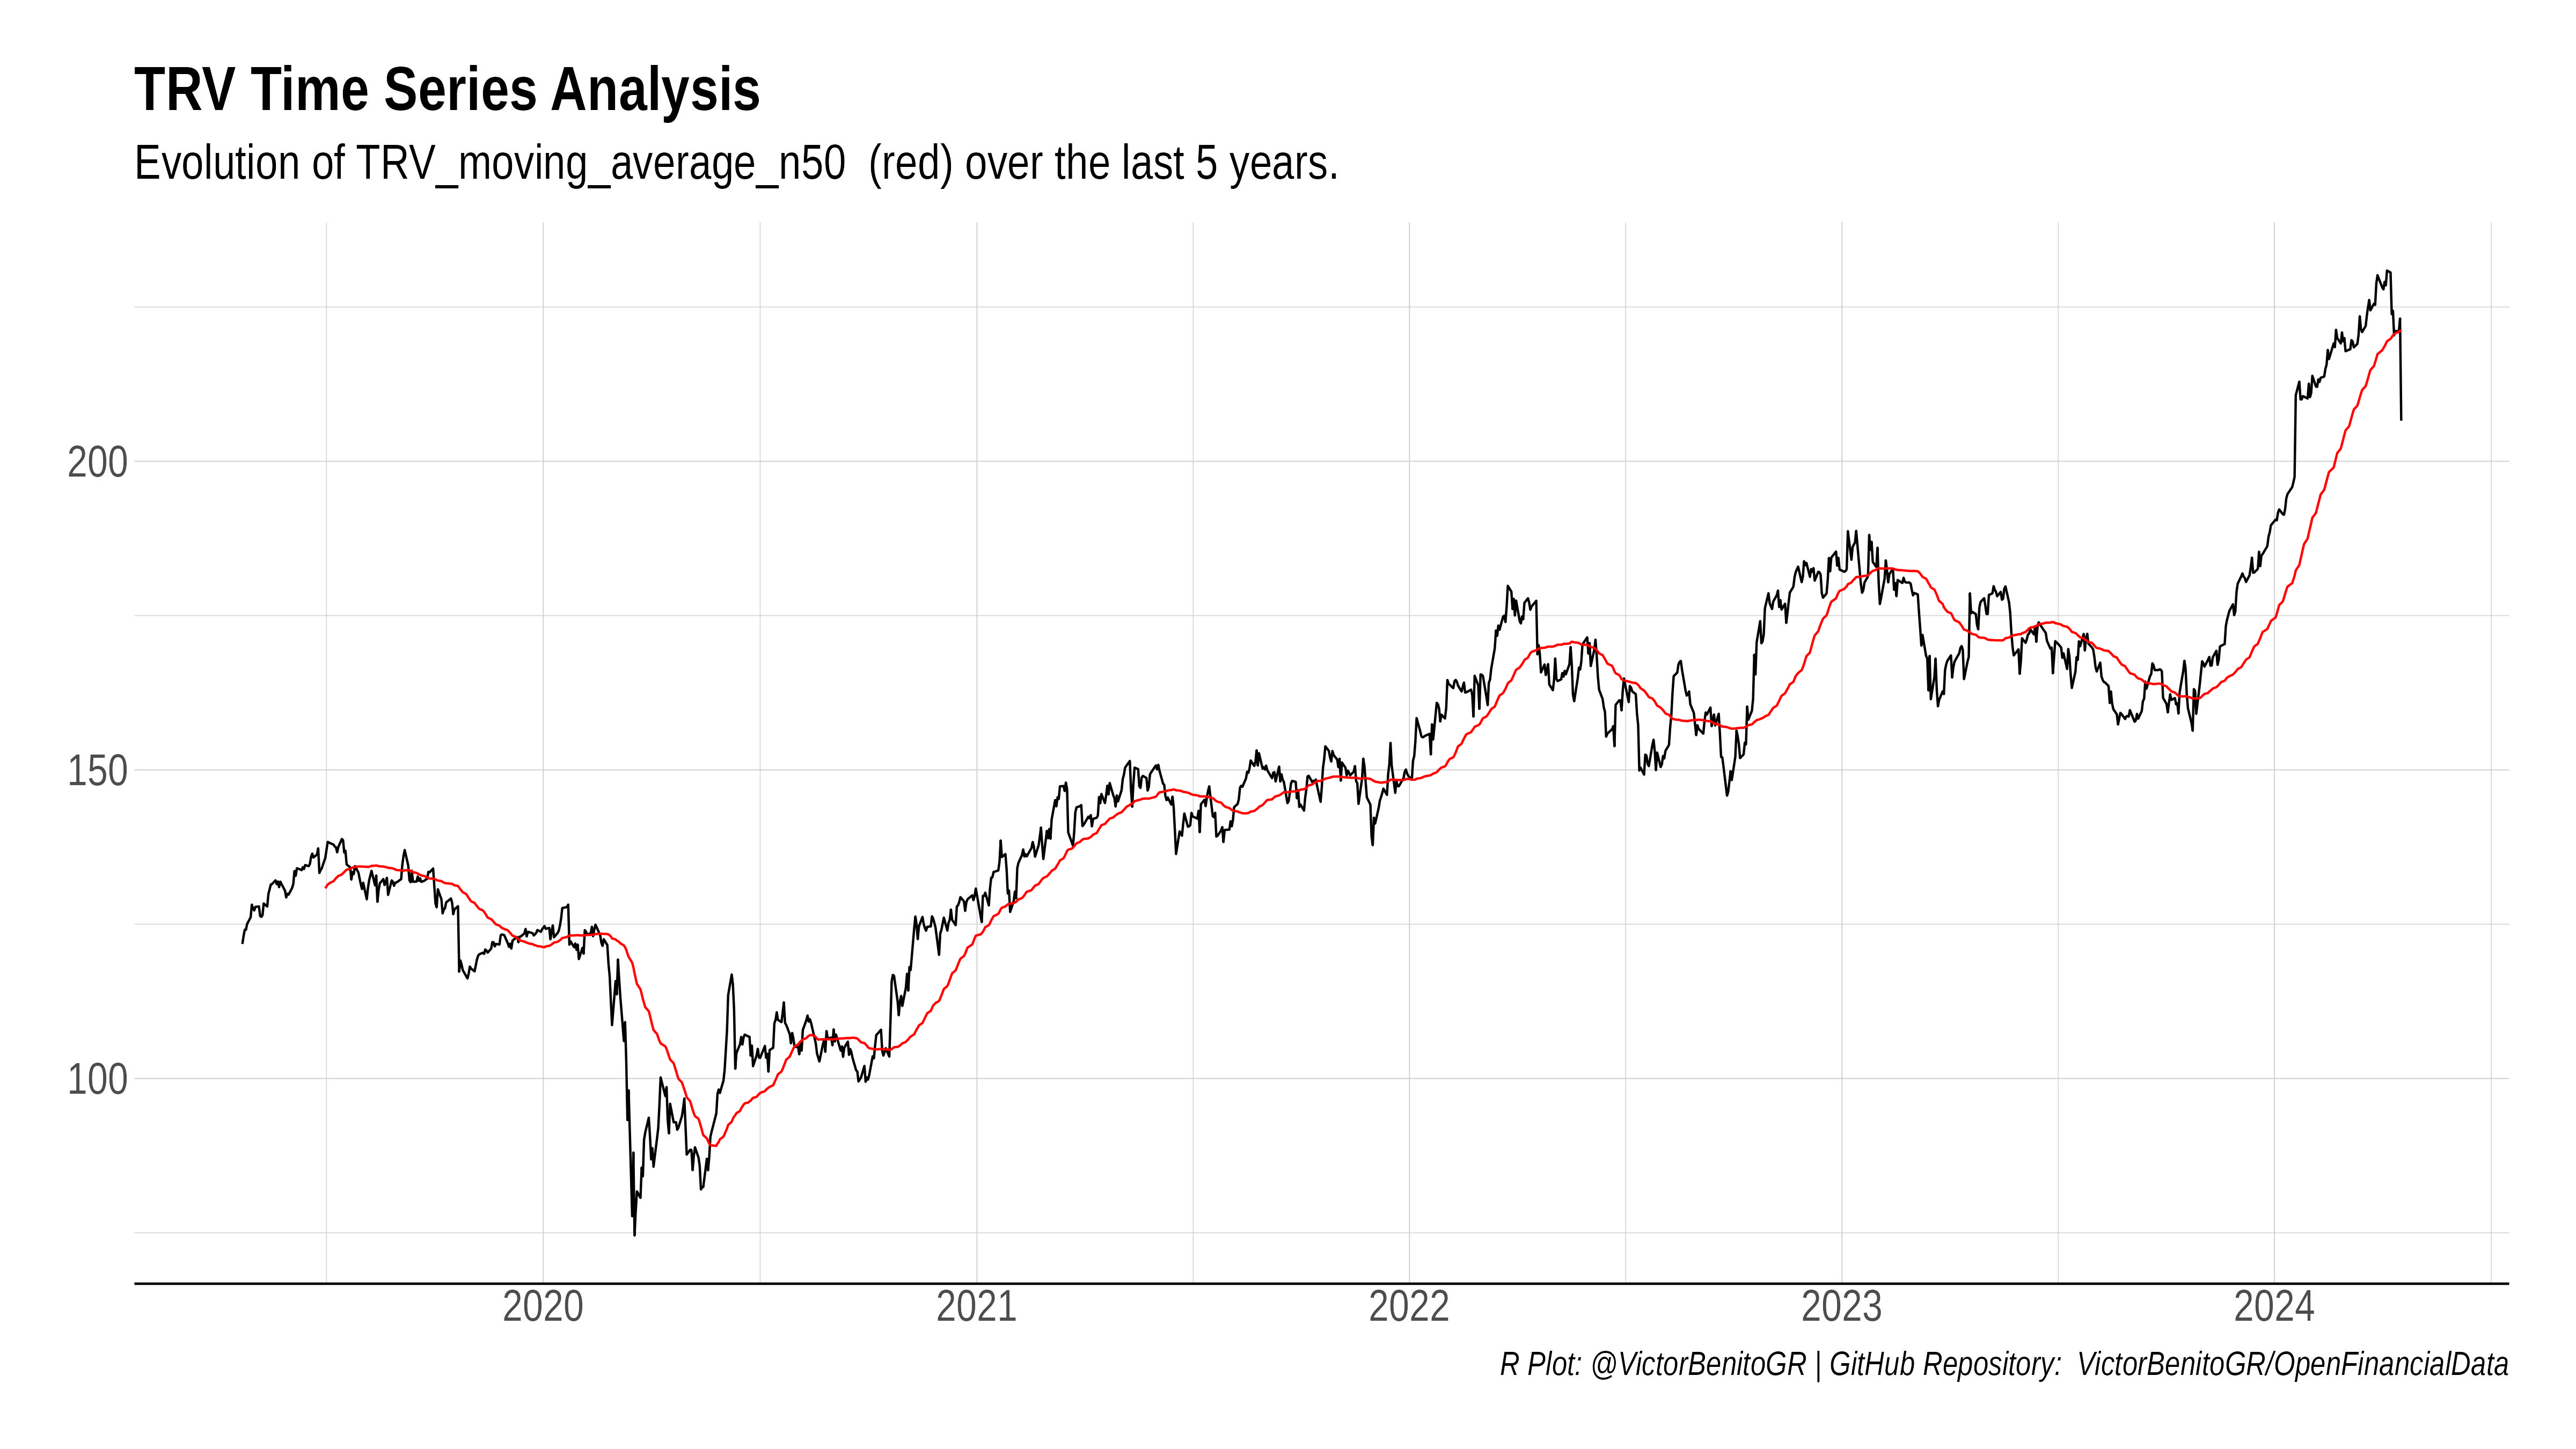 TRV Time Series Analysis
Evolution of TRV_moving_average_n50  (red) over the last 5 years.
200
150
100
2020 2021 2022 2023 2024
R Plot: @VictorBenitoGR | GitHub Repository:  VictorBenitoGR/OpenFinancialData